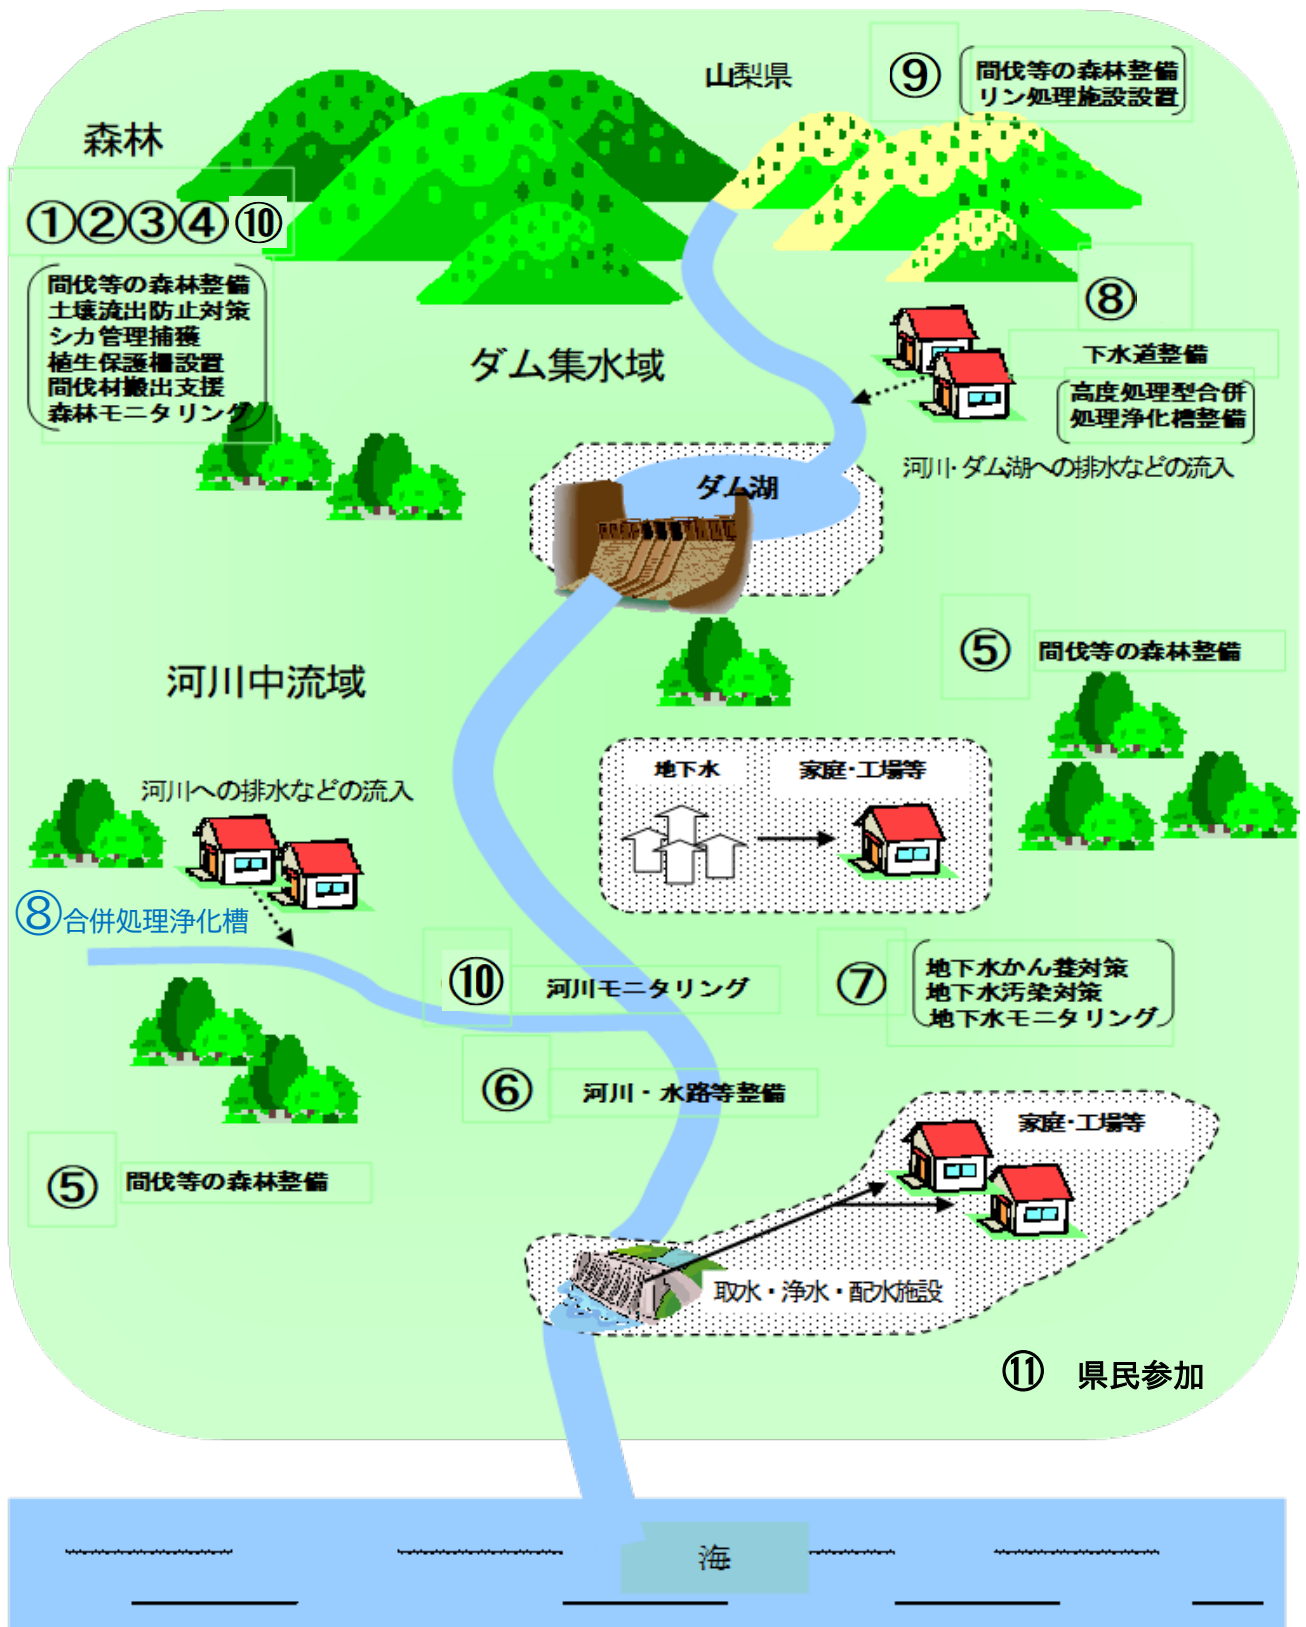 山梨県
⑨
間伐等の森林整備
リン処理施設設置
森林
①②③④⑩
間伐等の森林整備
土壌流出防止対策
シカ管理捕獲
植生保護柵設置
間伐材搬出支援
森林モニタリング
ダム集水域
⑧
下水道整備
高度処理型合併
処理浄化槽整備
河川・ダム湖への排水などの流入
ダム湖
⑤
間伐等の森林整備
河川中流域
地下水
家庭・工場等
河川への排水などの流入
⑧合併処理浄化槽
⑩
河川モニタリング
⑦
地下水かん養対策
地下水汚染対策
地下水モニタリング
⑥
河川・水路等整備
家庭・工場等
⑤
間伐等の森林整備
取水・浄水・配水施設
⑪ 県民参加
海